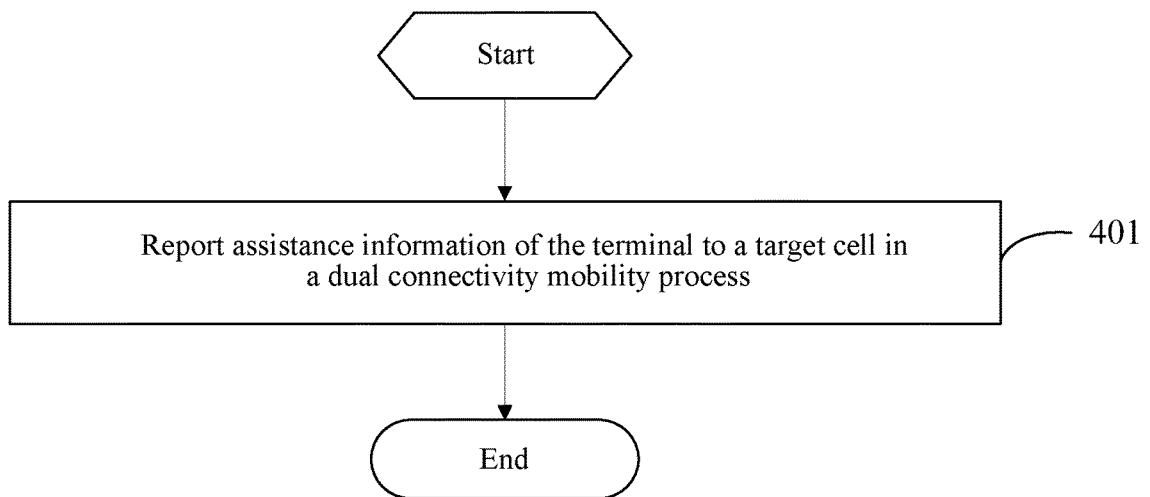 Start
Report assistance information of the terminal to a target cell in
a dual connectivity mobility process
401
End